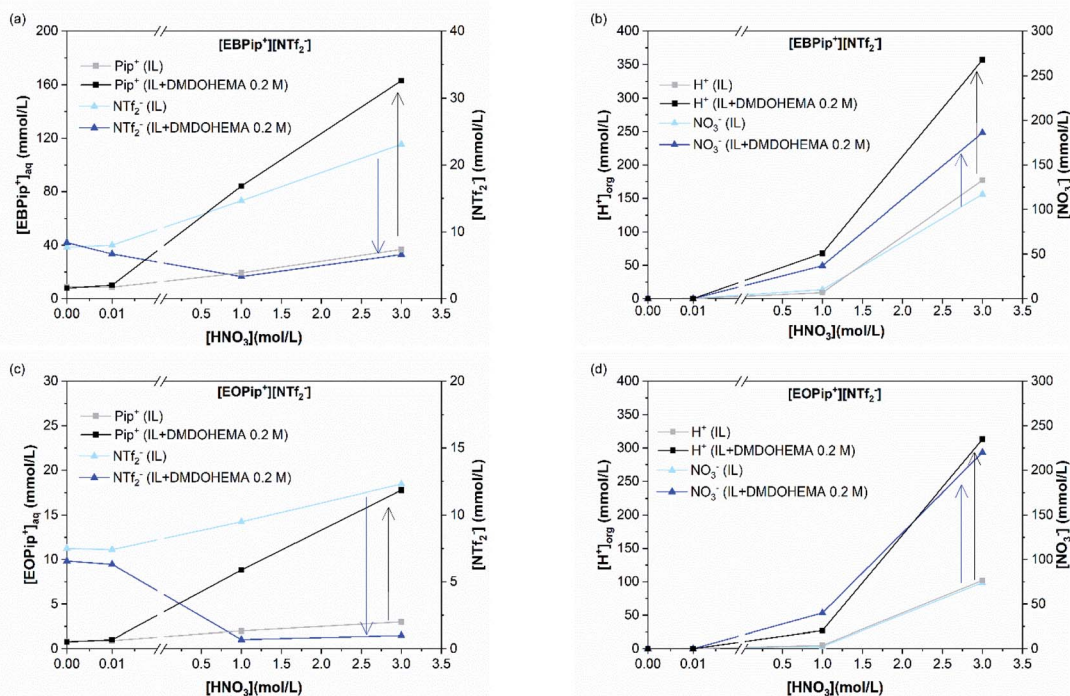 (a)
[EBPip⁺][NTf₂⁻]
Pip⁺ (IL)
Pip⁺ (IL+DMDOHEMA 0.2 M)
NTf₂⁻ (IL)
NTf₂⁻ (IL+DMDOHEMA 0.2 M)
[EBPip⁺]aq (mmol/L)
200
160
120
80
40
0
[NTf₂⁻] (mmol/L)
40
30
20
10
0
0.00 0.01 0.5 1.0 1.5 2.0 2.5 3.0 3.5
[HNO₃](mol/L)
(b)
[EBPip⁺][NTf₂⁻]
H⁺ (IL)
H⁺ (IL+DMDOHEMA 0.2 M)
NO₃⁻ (IL)
NO₃⁻ (IL+DMDOHEMA 0.2 M)
[H⁺]org (mmol/L)
400
350
300
250
200
150
100
50
0
[NO₃⁻] (mmol/L)
300
250
200
150
100
50
0
0.00 0.01 0.5 1.0 1.5 2.0 2.5 3.0 3.5
[HNO₃](mol/L)
(c)
[EOPip⁺][NTf₂⁻]
Pip⁺ (IL)
Pip⁺ (IL+DMDOHEMA 0.2 M)
NTf₂⁻ (IL)
NTf₂⁻ (IL+DMDOHEMA 0.2 M)
[EOPip⁺]aq (mmol/L)
30
25
20
15
10
5
0
[NTf₂⁻] (mmol/L)
20
15
10
5
0
0.00 0.01 0.5 1.0 1.5 2.0 2.5 3.0 3.5
[HNO₃](mol/L)
(d)
[EOPip⁺][NTf₂⁻]
H⁺ (IL)
H⁺ (IL+DMDOHEMA 0.2 M)
NO₃⁻ (IL)
NO₃⁻ (IL+DMDOHEMA 0.2 M)
[H⁺]org (mmol/L)
400
350
300
250
200
150
100
50
0
[NO₃⁻] (mmol/L)
300
250
200
150
100
50
0
0.00 0.01 0.5 1.0 1.5 2.0 2.5 3.0 3.5
[HNO₃](mol/L)